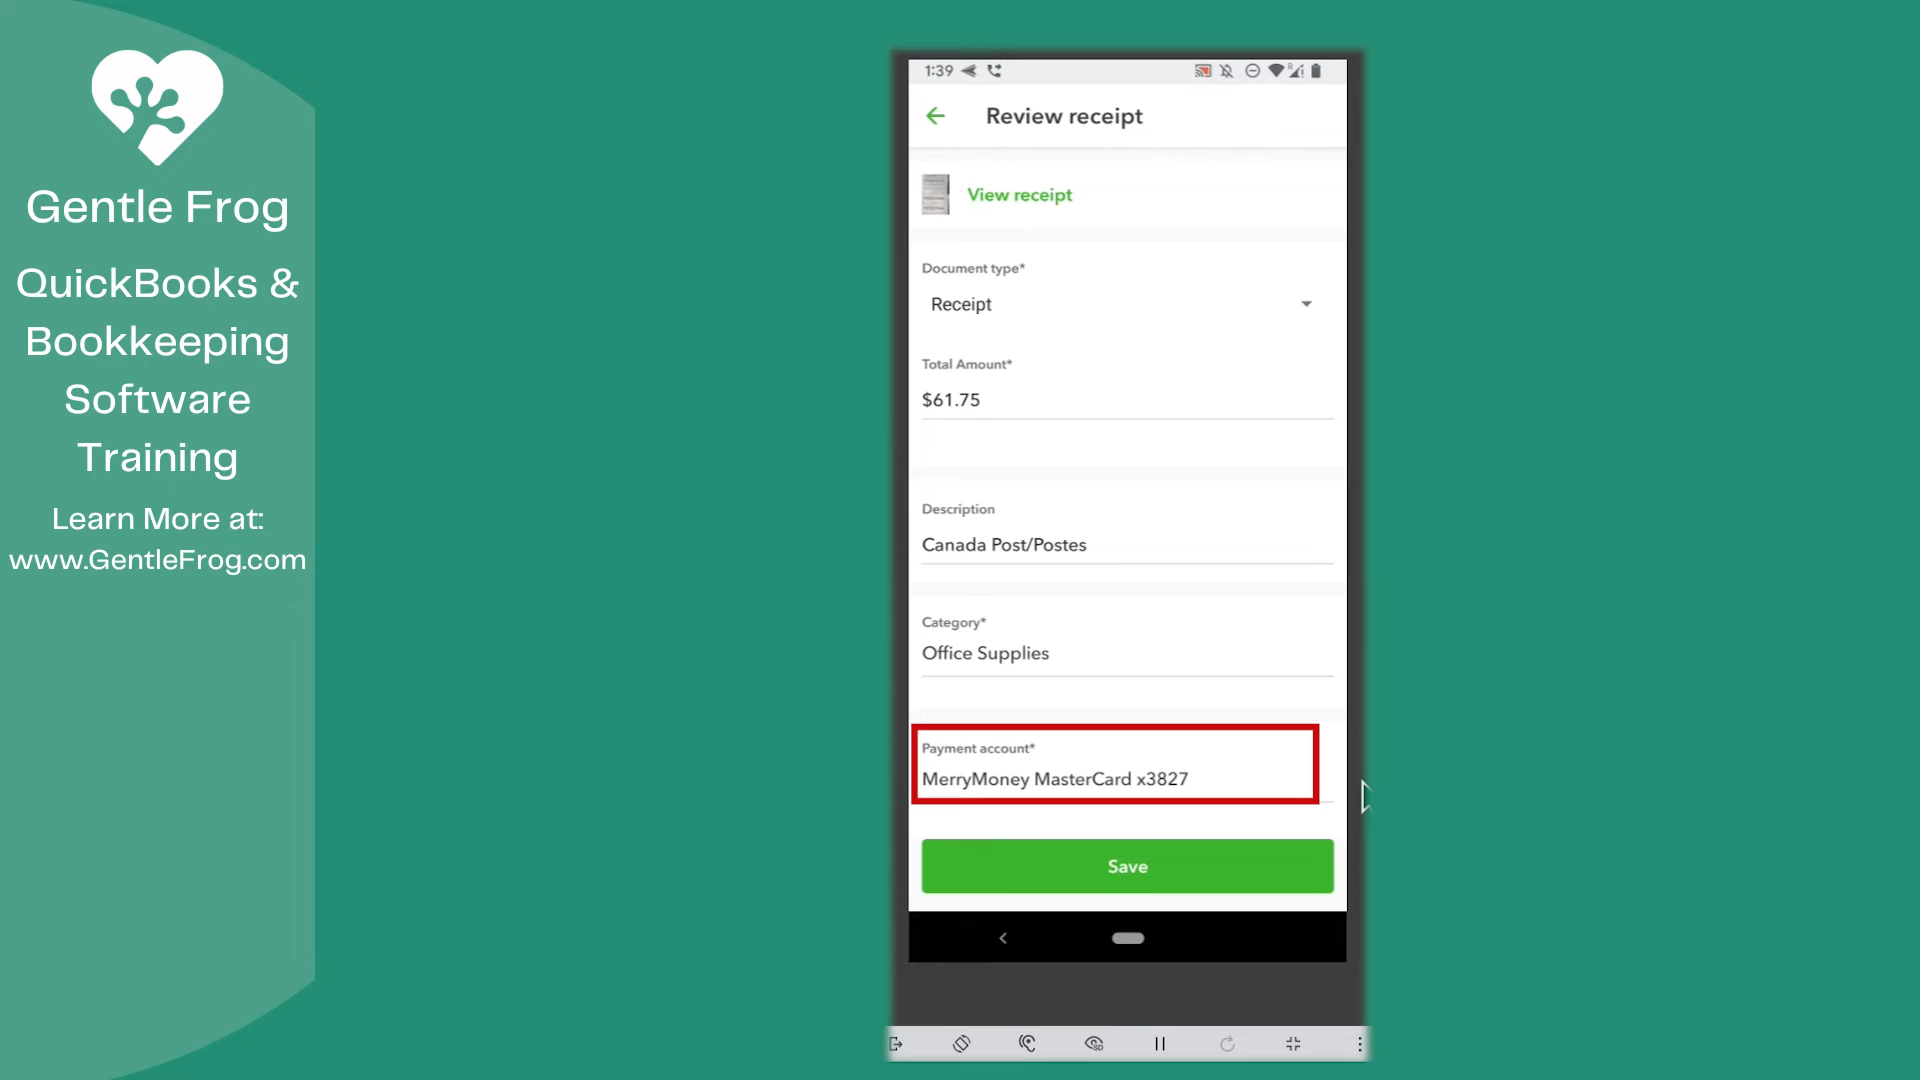 Gentle Frog
QuickBooks &
Bookkeeping
Software
Training
Learn More at:
www.GentleFrog.com
1:39
Review receipt
View receipt
Document type*
Receipt
Total Amount*
$61.75
Description
Canada Post/Postes
Category*
Office Supplies
Payment account*
MerryMoney MasterCard x3827
Save